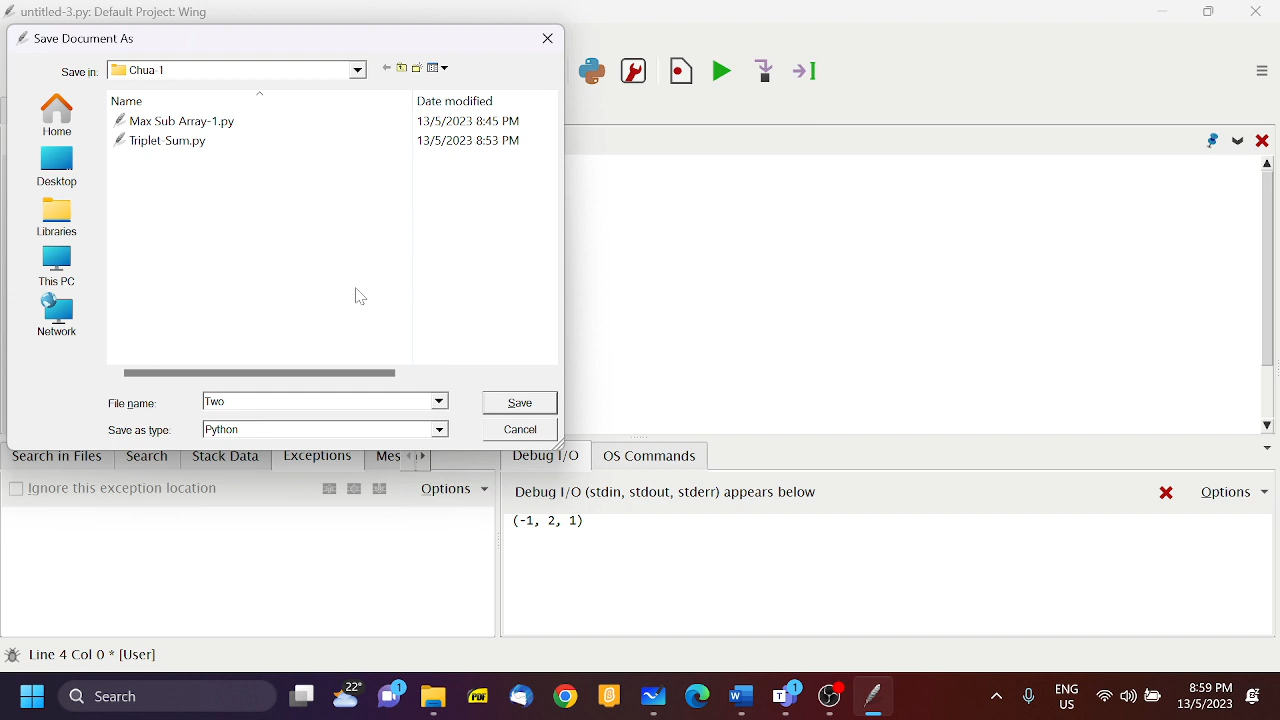 untitled-3.py: Default Project: Wing
Save Document As
Save in:
Chua-1
Home
Desktop
Libraries
This PC
Network
Name
Date modified
Max Sub Array-1.py
13/5/2023 8:45 PM
Triplet-Sum.py
13/5/2023 8:53 PM
File name:
Two
Save
Save as type:
Python
Cancel
Search in Files
Search
Stack Data
Exceptions
Mes
Debug I/O
OS Commands
Ignore this exception location
Options
Debug I/O (stdin, stdout, stderr) appears below
Options
(-1, 2, 1)
Line 4 Col 0 * [User]
Search
22°
1
PDF
1
ENG
US
8:59 PM
13/5/2023